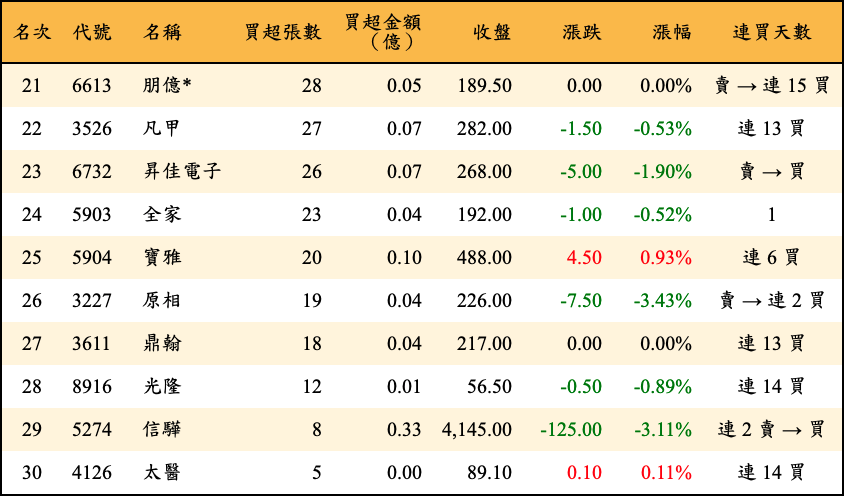 名次 代號 名稱 買超張數 買超金額（億） 收盤 漲跌 漲幅 連買天數
21 6613 朋億* 28 0.05 189.50 0.00 0.00% 賣 → 連 15 買
22 3526 凡甲 27 0.07 282.00 -1.50 -0.53% 連 13 買
23 6732 昇佳電子 26 0.07 268.00 -5.00 -1.90% 賣 → 買
24 5903 全家 23 0.04 192.00 -1.00 -0.52% 1
25 5904 寶雅 20 0.10 488.00 4.50 0.93% 連 6 買
26 3227 原相 19 0.04 226.00 -7.50 -3.43% 賣 → 連 2 買
27 3611 鼎翰 18 0.04 217.00 0.00 0.00% 連 13 買
28 8916 光隆 12 0.01 56.50 -0.50 -0.89% 連 14 買
29 5274 信驊 8 0.33 4,145.00 -125.00 -3.11% 連 2 賣 → 買
30 4126 太醫 5 0.00 89.10 0.10 0.11% 連 14 買